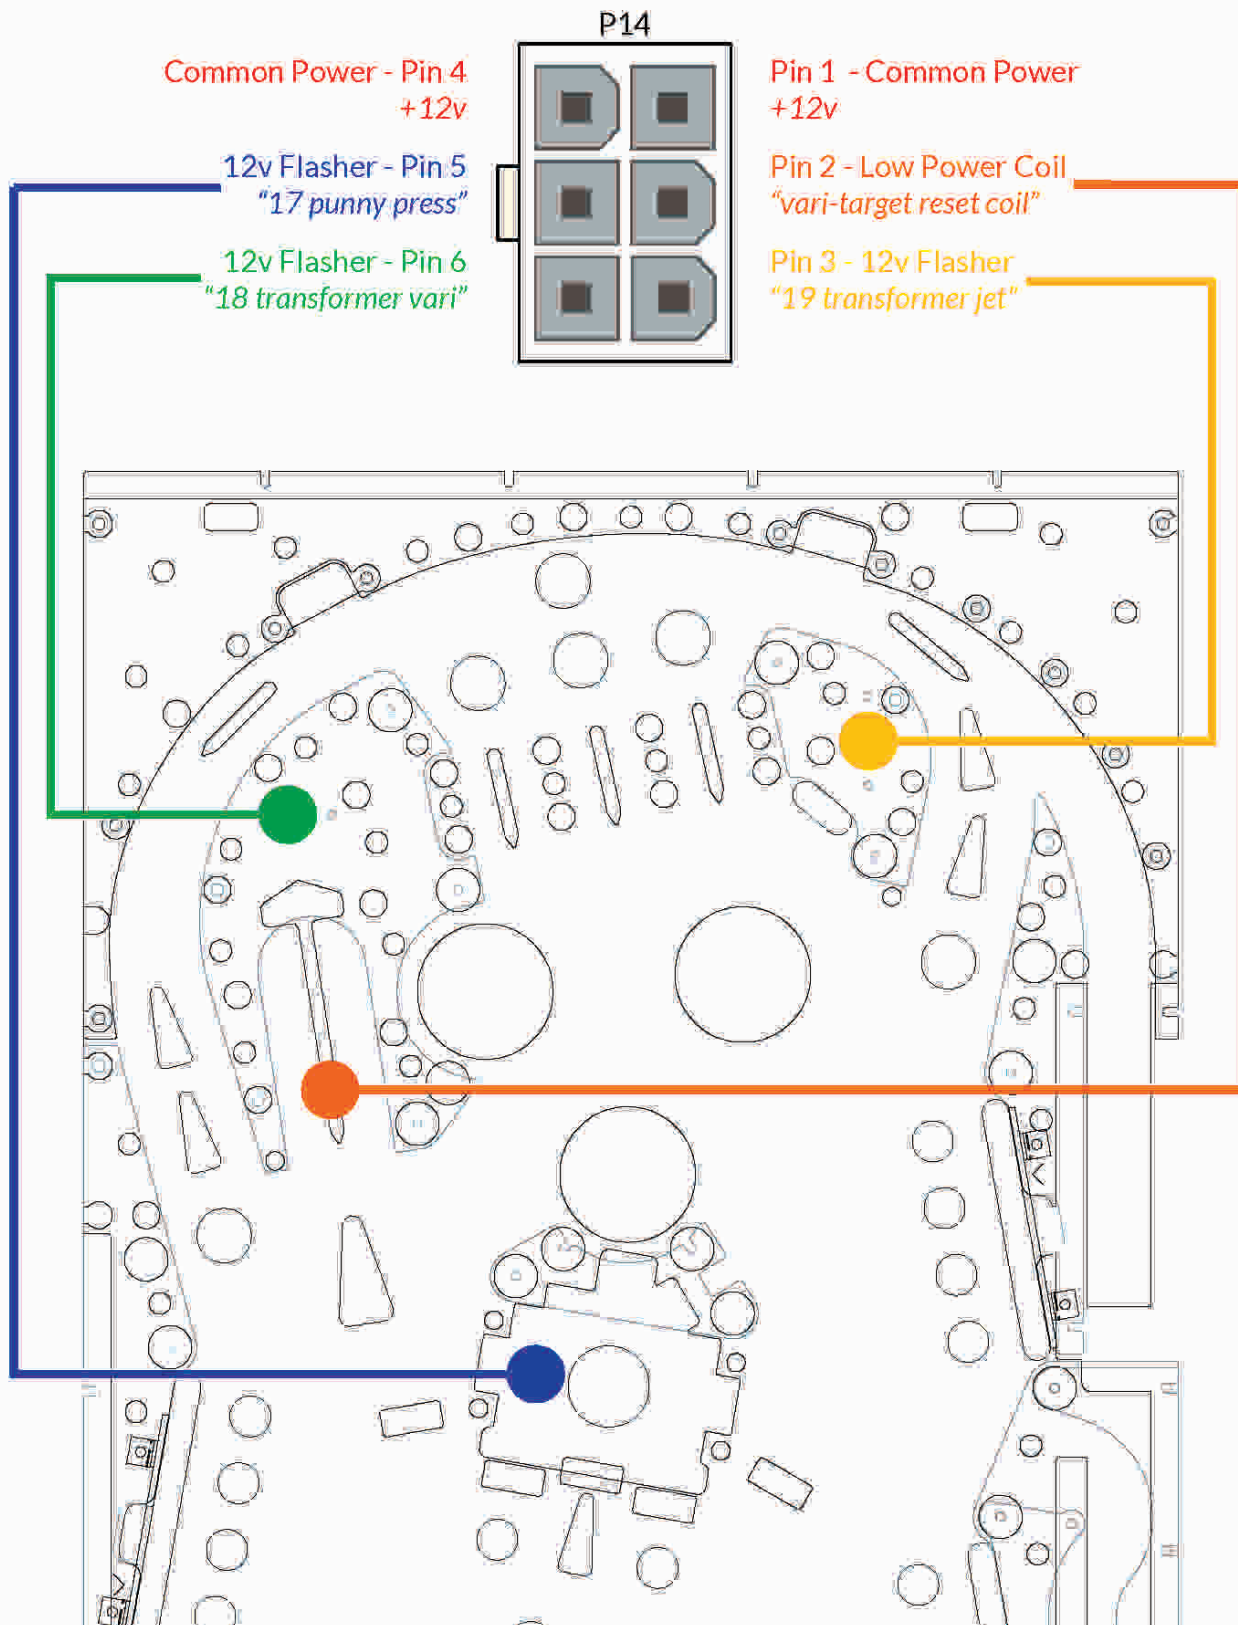 P14
Common Power - Pin 4
+12v
12v Flasher - Pin 5
“17 punny press”
12v Flasher - Pin 6
“18 transformer vari”
Pin 1 - Common Power
+12v
Pin 2 - Low Power Coil
“vari-target reset coil”
Pin 3 - 12v Flasher
“19 transformer jet”